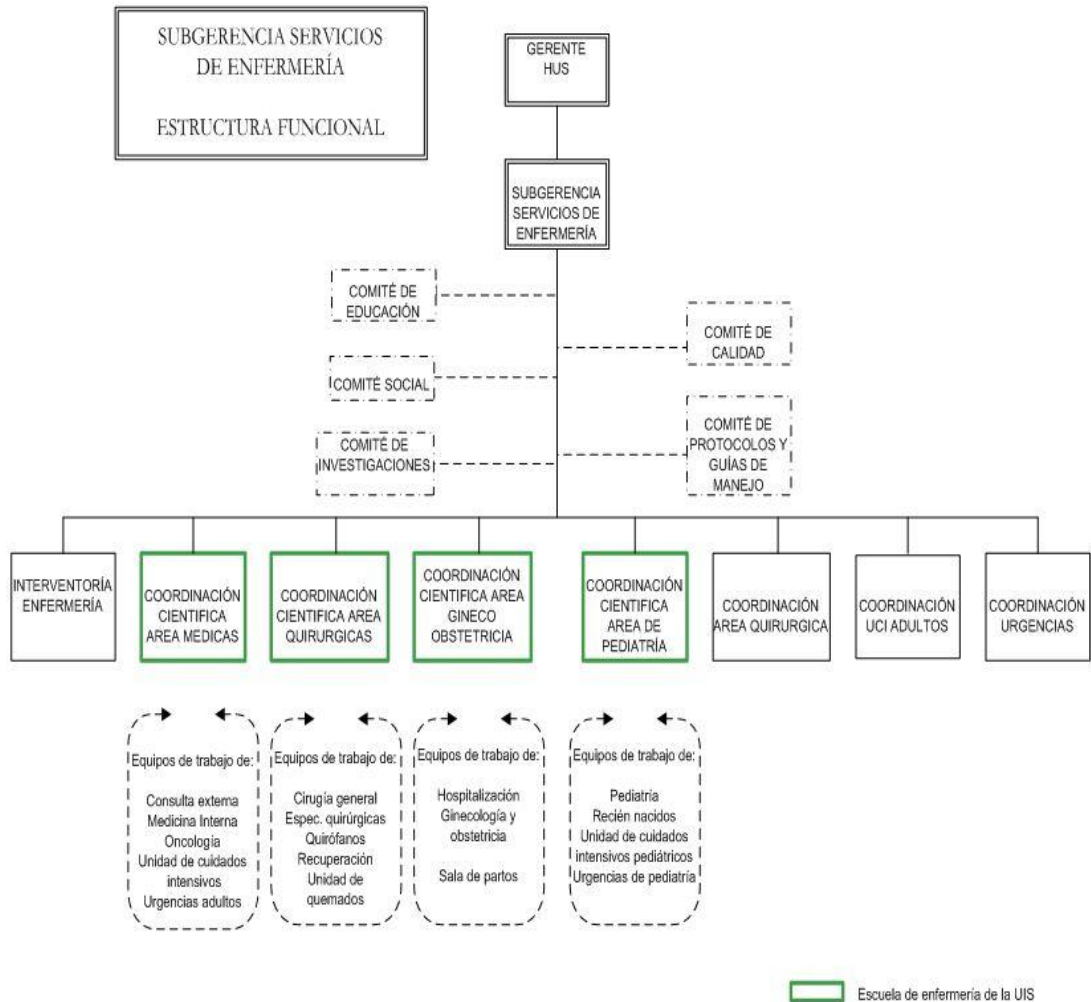 SUBGERENCIA SERVICIOS
DE ENFERMERÍA
ESTRUCTURA FUNCIONAL
GERENTE
HUS
SUBGERENCIA
SERVICIOS DE
ENFERMERÍA
COMITÉ DE
EDUCACIÓN
COMITÉ DE
CALIDAD
COMITÉ SOCIAL
COMITÉ DE
INVESTIGACIONES
COMITÉ DE
PROTOCOLOS Y
GUÍAS DE
MANEJO
INTERVENTORÍA
ENFERMERÍA
COORDINACIÓN
CIENTIFICA
AREA MEDICAS
COORDINACIÓN
CIENTIFICA AREA
QUIRURGICAS
COORDINACIÓN
CIENTIFICA AREA
GINECO
OBSTETRICIA
COORDINACIÓN
CIENTIFICA
AREA DE
PEDIATRÍA
COORDINACIÓN
AREA QUIRURGICA
COORDINACIÓN
UCI ADULTOS
COORDINACIÓN
URGENCIAS
Equipos de trabajo de:
Consulta externa
Medicina Interna
Oncología
Unidad de cuidados
intensivos
Urgencias adultos
Equipos de trabajo de:
Cirugía general
Espec. quirúrgicas
Quirófanos
Recuperación
Unidad de
quemados
Equipos de trabajo de:
Hospitalización
Ginecología y
obstetricia
Sala de partos
Equipos de trabajo de:
Pediatría
Recién nacidos
Unidad de cuidados
intensivos pediátricos
Urgencias de pediatría
Escuela de enfermería de la UIS